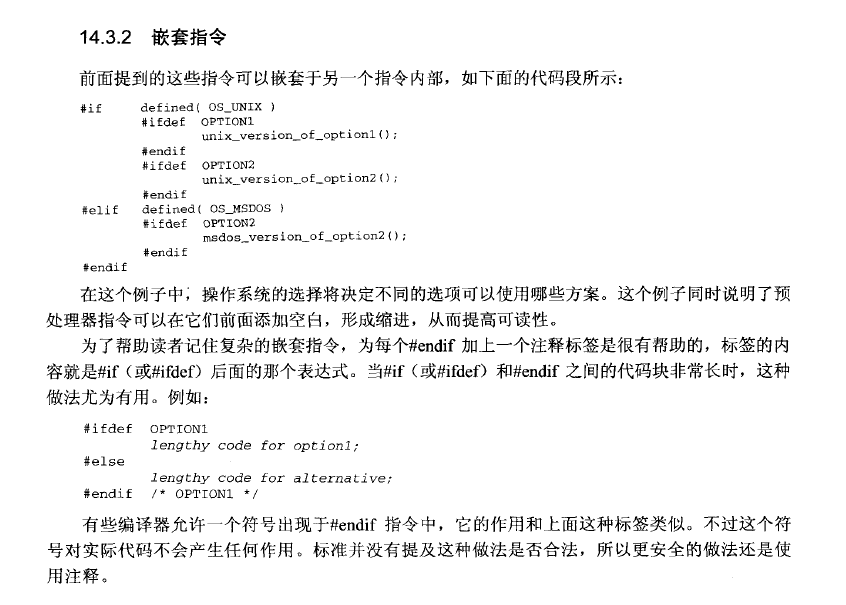 14.3.2 嵌套指令
前面提到的这些指令可以嵌套于另一个指令内部，如下面的代码段所示：
#if defined( OS_UNIX )
#ifdef OPTION1
unix_version_of_option1();
#endif
#ifdef OPTION2
unix_version_of_option2();
#endif
#elif defined( OS_MSDOS )
#ifdef OPTION2
msdos_version_of_option2();
#endif
#endif
在这个例子中，操作系统的选择将决定不同的选项可以使用哪些方案。这个例子同时说明了预
处理器指令可以在它们前面添加空白，形成缩进，从而提高可读性。
为了帮助读者记住复杂的嵌套指令，为每个#endif 加上一个注释标签是很有帮助的，标签的内
容就是#if（或#ifdef）后面的那个表达式。当#if（或#ifdef）和#endif 之间的代码块非常长时，这种
做法尤为有用。例如：
#ifdef OPTION1
lengthy code for option1;
#else
lengthy code for alternative;
#endif /* OPTION1 */
有些编译器允许一个符号出现于#endif 指令中，它的作用和上面这种标签类似。不过这个符
号对实际代码不会产生任何作用。标准并没有提及这种做法是否合法，所以更安全的做法还是使
用注释。